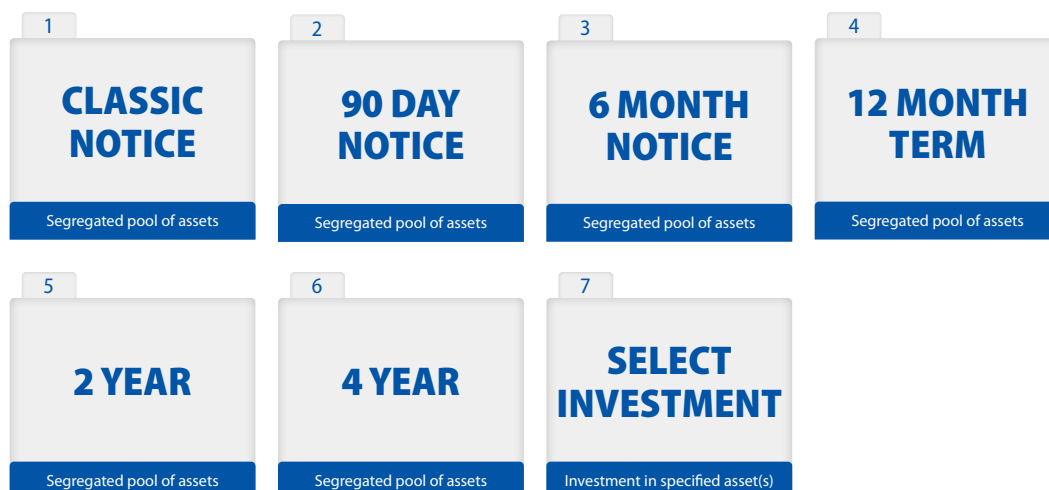 1
CLASSIC
NOTICE
Segregated pool of assets
2
90 DAY
NOTICE
Segregated pool of assets
3
6 MONTH
NOTICE
Segregated pool of assets
4
12 MONTH
TERM
Segregated pool of assets
5
2 YEAR
Segregated pool of assets
6
4 YEAR
Segregated pool of assets
7
SELECT
INVESTMENT
Investment in specified asset(s)